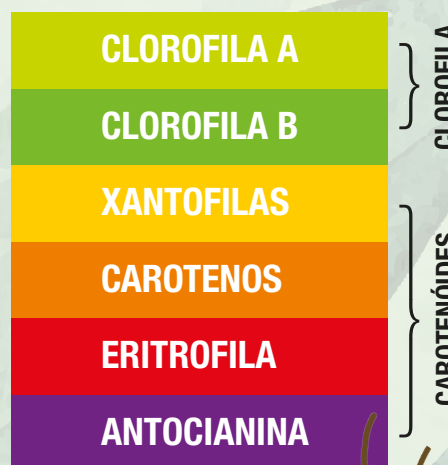 CLOROFILA A
CLOROFILA B
XANTOFILAS
CAROTENOS
ERITROFILA
ANTOCIANINA
CLOROFILA
CAROTENÓIDES